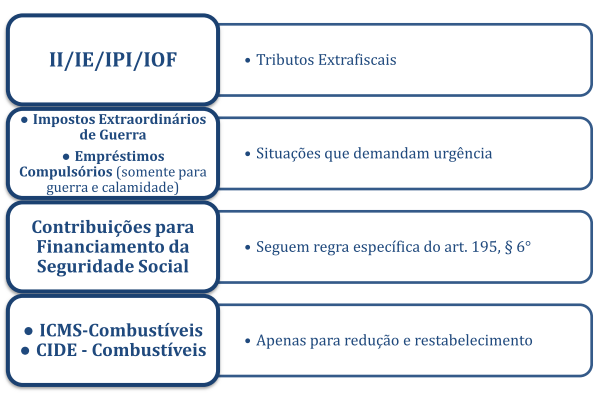 II/IE/IPI/IOF
• Tributos Extrafiscais
● Impostos Extraordinários
de Guerra
● Empréstimos
Compulsórios (somente para
guerra e calamidade)
• Situações que demandam urgência
Contribuições para
Financiamento da
Seguridade Social
• Seguem regra específica do art. 195, § 6°
● ICMS-Combustíveis
● CIDE - Combustíveis
• Apenas para redução e restabelecimento